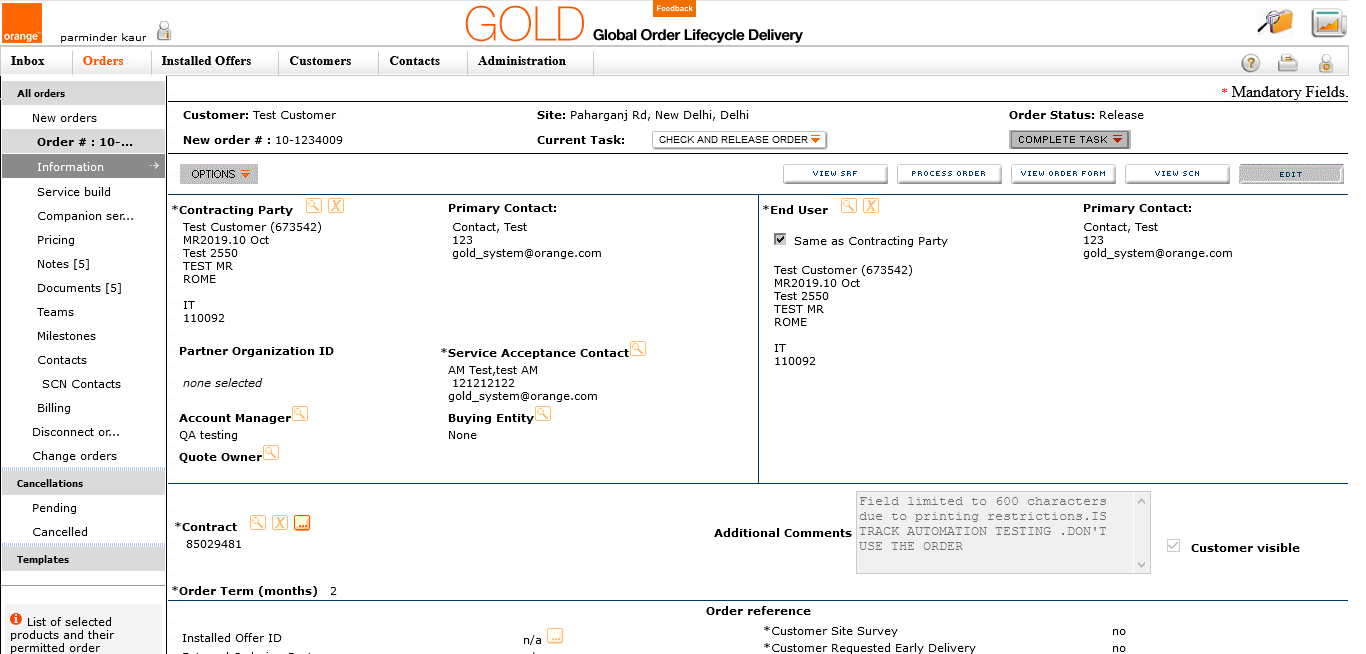 Feedback
orange™
parminder kaur
GOLD Global Order Lifecycle Delivery
Inbox Orders Installed Offers Customers Contacts Administration
All orders
New orders
Order # : 10-...
Information
Service build
Companion ser...
Pricing
Notes [5]
Documents [5]
Teams
Milestones
Contacts
SCN Contacts
Billing
Disconnect or...
Change orders
Cancellations
Pending
Cancelled
Templates
List of selected
products and their
permitted order
* Mandatory Fields.
Customer: Test Customer Site: Paharganj Rd, New Delhi, Delhi Order Status: Release
New order # : 10-1234009 Current Task: CHECK AND RELEASE ORDER COMPLETE TASK
OPTIONS VIEW SRF PROCESS ORDER VIEW ORDER FORM VIEW SCN EDIT
*Contracting Party
Test Customer (673542)
MR2019.10 Oct
Test 2550
TEST MR
ROME
IT
110092
Primary Contact:
Contact, Test
123
gold_system@orange.com
Partner Organization ID
none selected
*Service Acceptance Contact
AM Test,test AM
121212122
gold_system@orange.com
Account Manager
QA testing
Buying Entity
None
Quote Owner
*End User
Same as Contracting Party
Test Customer (673542)
MR2019.10 Oct
Test 2550
TEST MR
ROME
IT
110092
Primary Contact:
Contact, Test
123
gold_system@orange.com
*Contract X ...
85029481
Additional Comments
Field limited to 600 characters
due to printing restrictions.IS
TRACK AUTOMATION TESTING .DON'T
USE THE ORDER
Customer visible
*Order Term (months) 2
Order reference
Installed Offer ID n/a ...
*Customer Site Survey no
*Customer Requested Early Delivery no